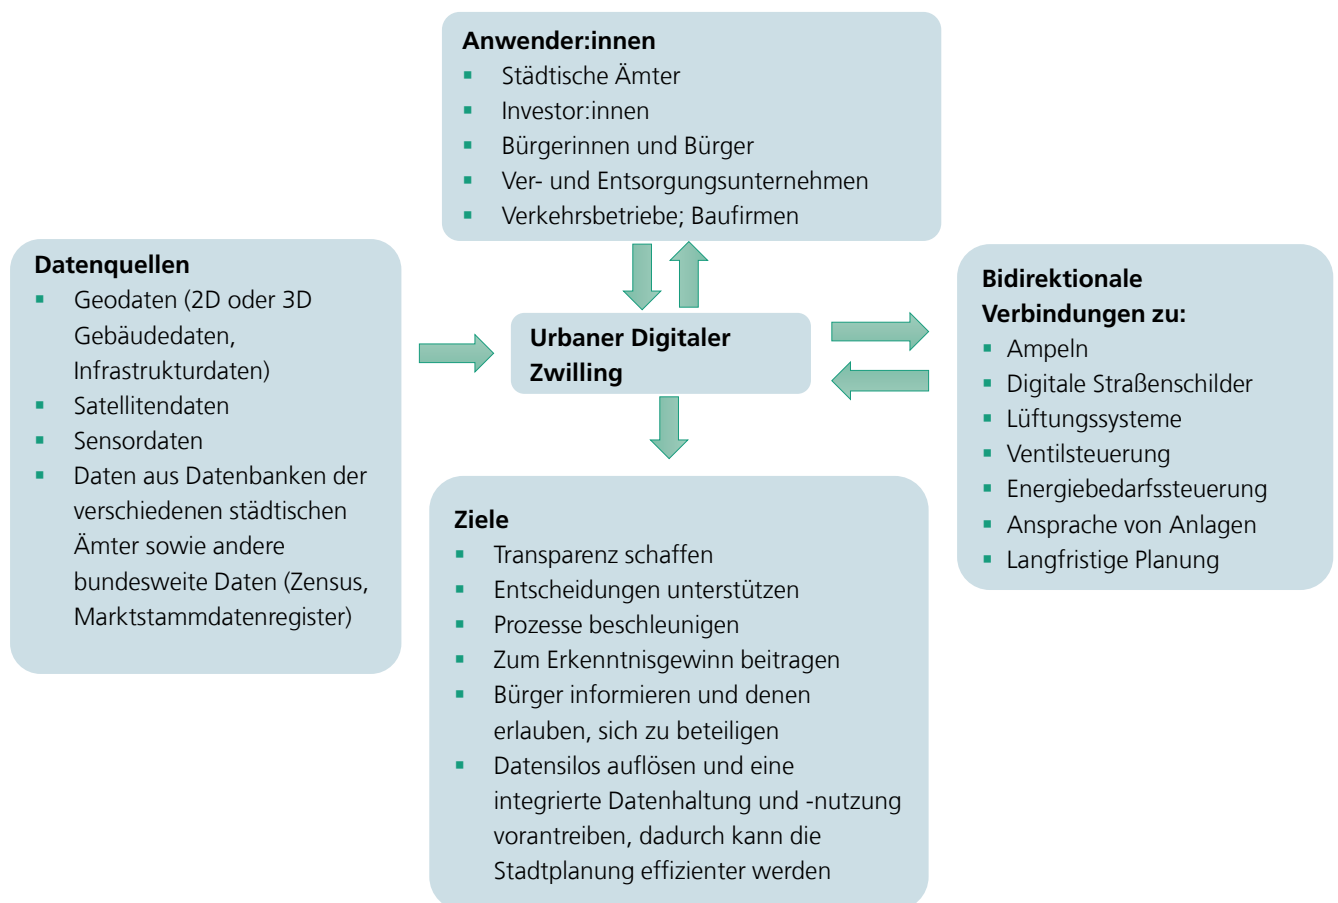 Anwender:innen
▪ Städtische Ämter
▪ Investor:innen
▪ Bürgerinnen und Bürger
▪ Ver- und Entsorgungsunternehmen
▪ Verkehrsbetriebe; Baufirmen
Datenquellen
▪ Geodaten (2D oder 3D
Gebäudedaten,
Infrastrukturdaten)
▪ Satellitendaten
▪ Sensordaten
▪ Daten aus Datenbanken der
verschiedenen städtischen
Ämter sowie andere
bundesweite Daten (Zensus,
Marktstammdatenregister)
Urbaner Digitaler
Zwilling
Bidirektionale
Verbindungen zu:
▪ Ampeln
▪ Digitale Straßenschilder
▪ Lüftungssysteme
▪ Ventilsteuerung
▪ Energiebedarfssteuerung
▪ Ansprache von Anlagen
▪ Langfristige Planung
Ziele
▪ Transparenz schaffen
▪ Entscheidungen unterstützen
▪ Prozesse beschleunigen
▪ Zum Erkenntnisgewinn beitragen
▪ Bürger informieren und denen
erlauben, sich zu beteiligen
▪ Datensilos auflösen und eine
integrierte Datenhaltung und -nutzung
vorantreiben, dadurch kann die
Stadtplanung effizienter werden